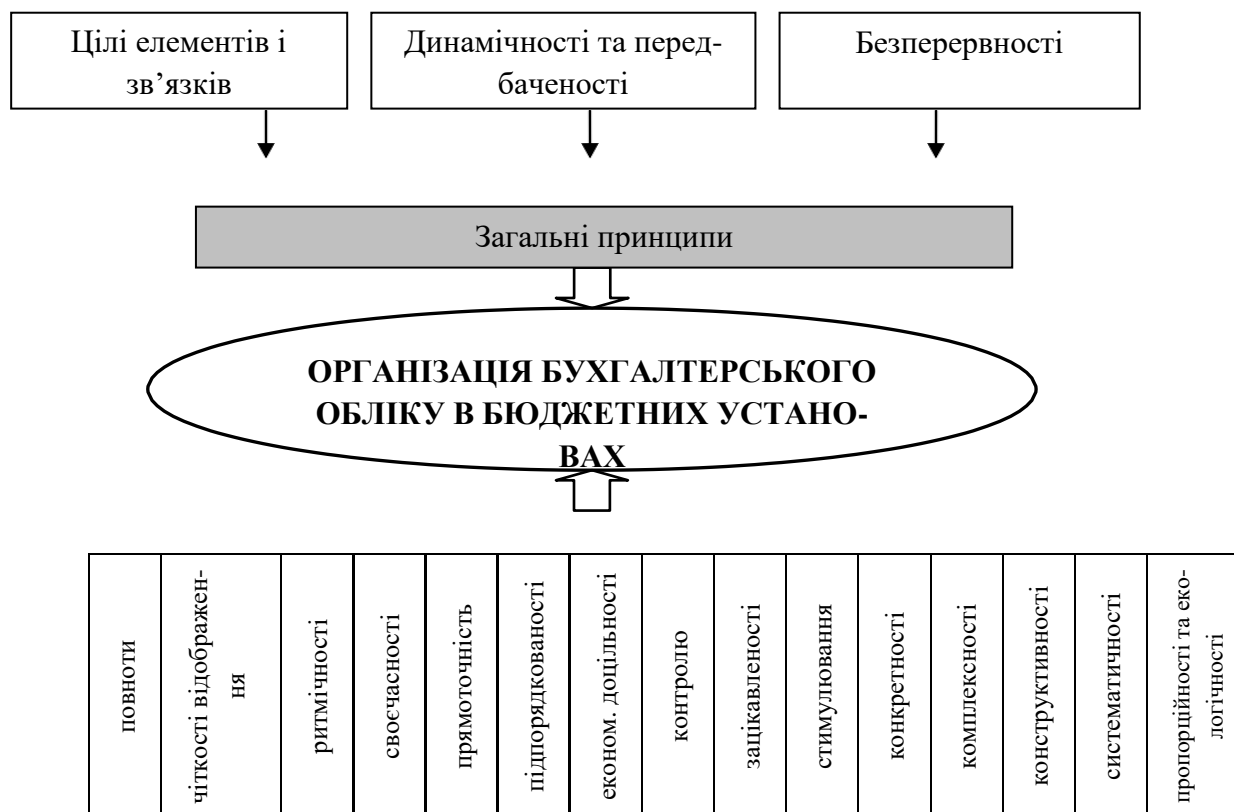 Цілі елементів і
зв’язків
Динамічності та перед-
баченості
Безперервності
Загальні принципи
ОРГАНІЗАЦІЯ БУХГАЛТЕРСЬКОГО
ОБЛІКУ В БЮДЖЕТНИХ УСТАНО-
ВАХ
повноти
чіткості відображен-
ня
ритмічності
своєчасності
прямоточність
підпорядкованості
економ. доцільності
контролю
зацікавленості
стимулювання
конкретності
комплексності
конструктивності
систематичності
пропорційності та еко-
логічності